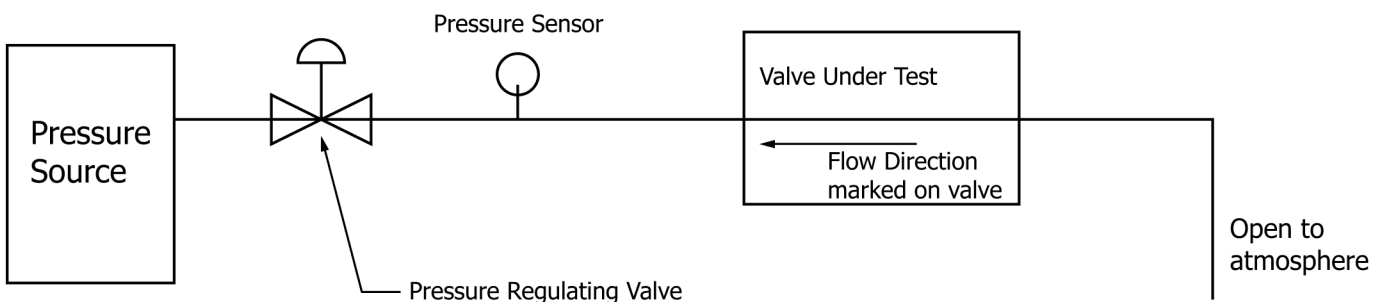 Pressure Sensor
Pressure
Source
Valve Under Test
Flow Direction
marked on valve
Open to
atmosphere
Pressure Regulating Valve